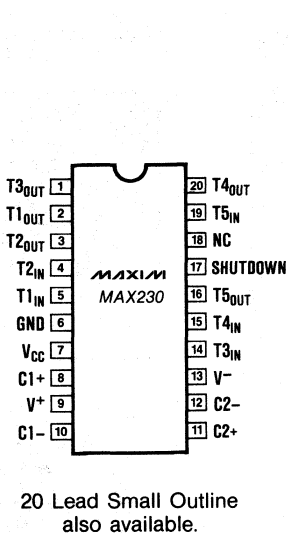 T3OUT 1 20 T4OUT
T1OUT 2 19 T5IN
T2OUT 3 18 NC
T2IN 4 MAXIM 17 SHUTDOWN
T1IN 5 MAX230 16 T5OUT
GND 6 15 T4IN
VCC 7 14 T3IN
C1+ 8 13 V−
V+ 9 12 C2−
C1− 10 11 C2+
20 Lead Small Outline
also available.